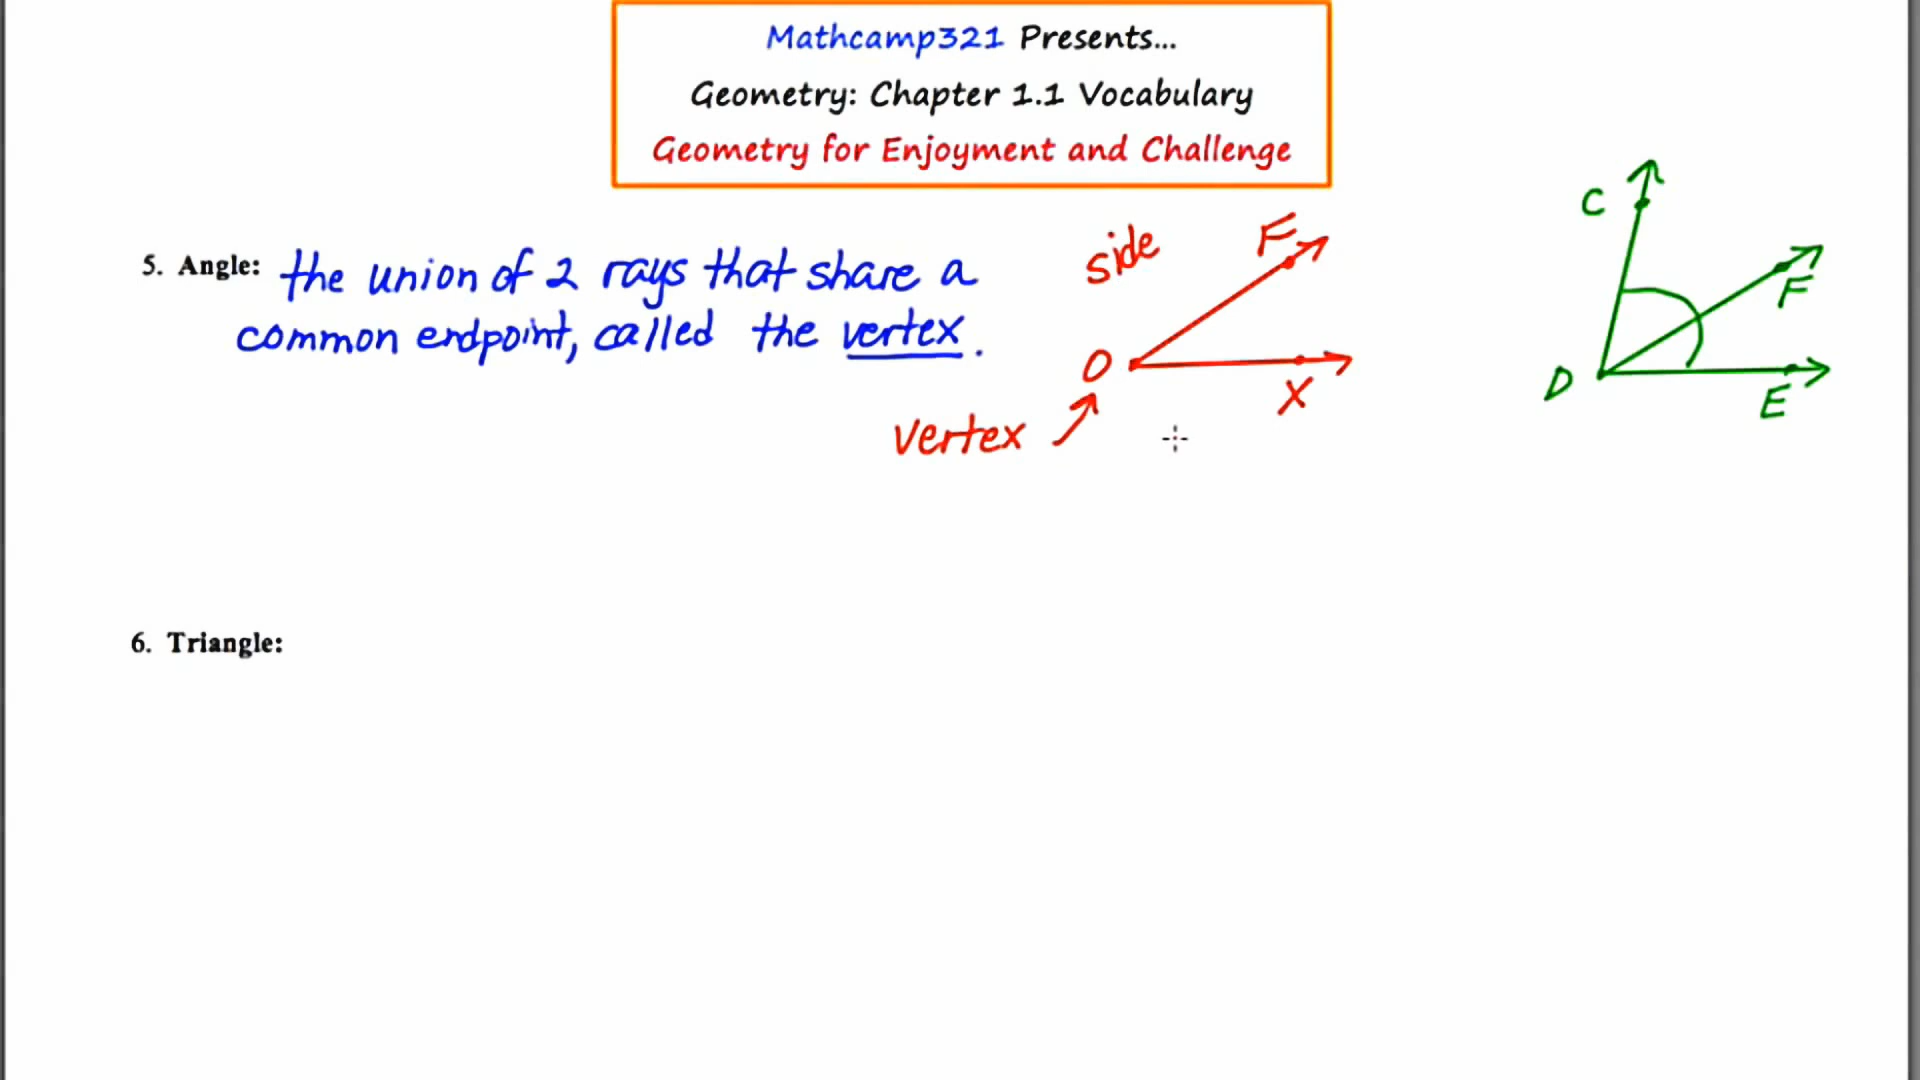 Mathcamp321 Presents...
Geometry: Chapter 1.1 Vocabulary
Geometry for Enjoyment and Challenge
5. Angle: the union of 2 rays that share a
common endpoint, called the vertex.
side
F
O
X
vertex
C
F
D
E
6. Triangle: